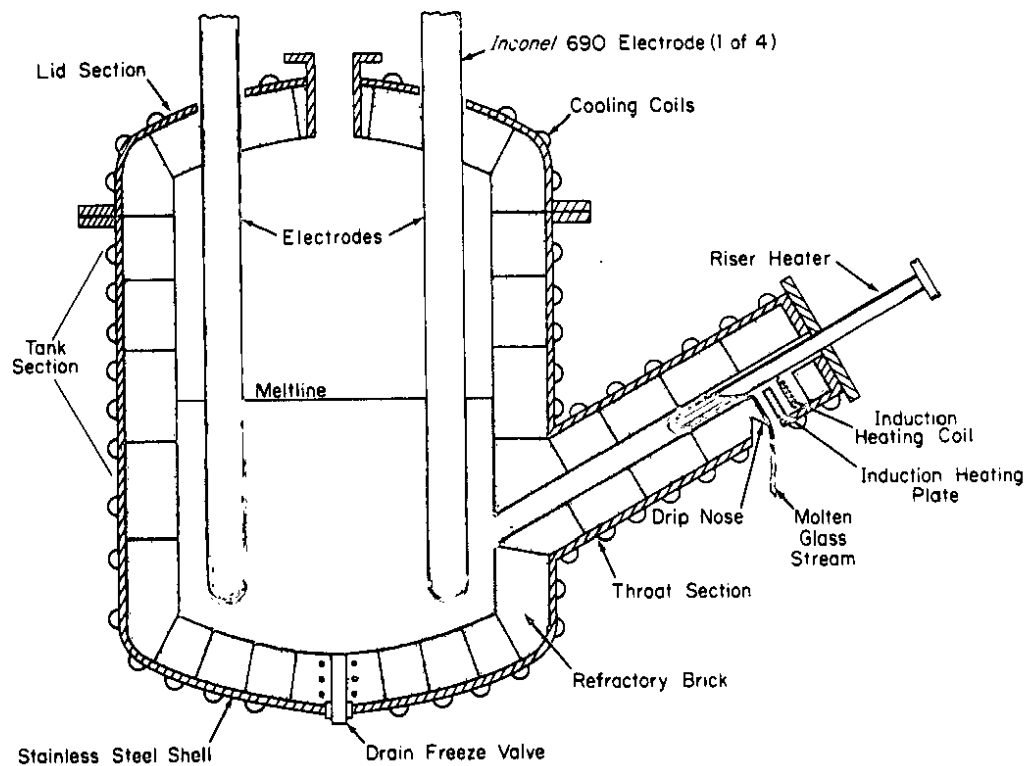 Inconel 690 Electrode (1 of 4)
Lid Section
Cooling Coils
Electrodes
Riser Heater
Tank
Section
Meltline
Induction
Heating Coil
Induction Heating
Plate
Drip Nose
Molten
Glass
Stream
Throat Section
Refractory Brick
Stainless Steel Shell
Drain Freeze Valve